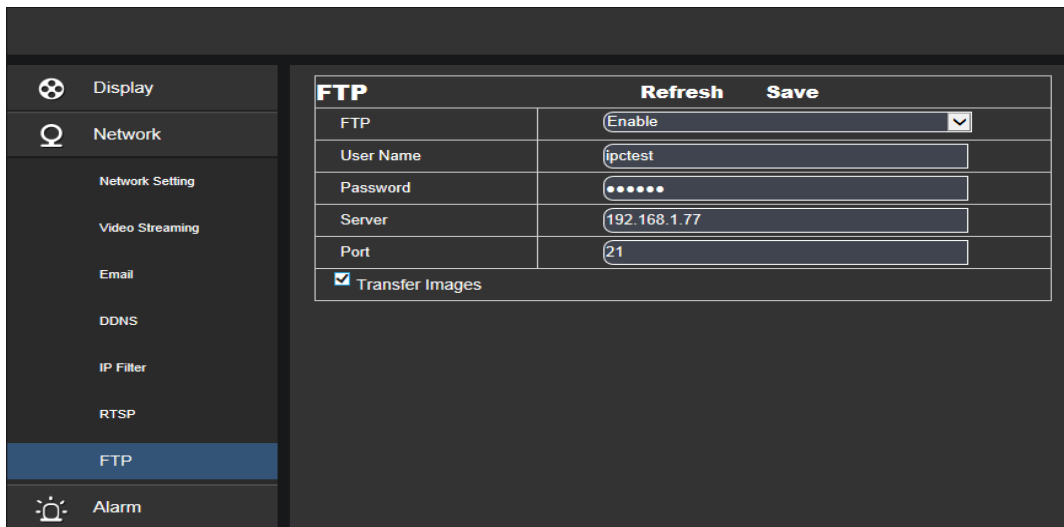 Display
Network
Network Setting
Video Streaming
Email
DDNS
IP Filter
RTSP
FTP
Alarm
FTP Refresh Save
FTP Enable
User Name ipctest
Password ●●●●●●
Server 192.168.1.77
Port 21
Transfer Images